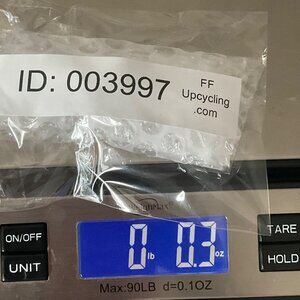 ID: 003997
FF
Upcycling
.com
ON/OFF
UNIT
0 lb 0.3 oz
TARE
HOLD
Max:90LB d=0.1OZ